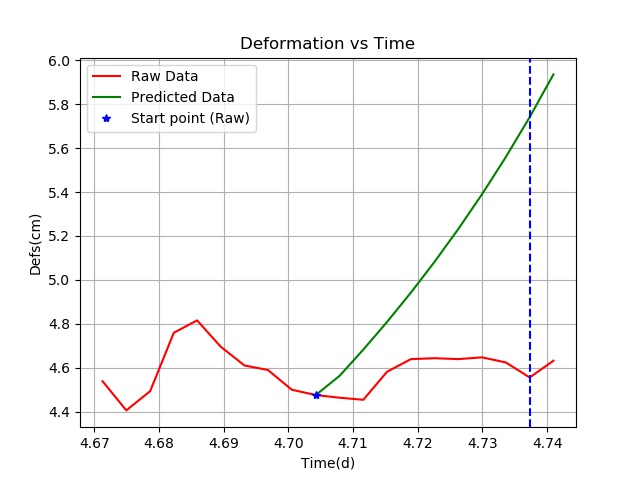 Deformation vs Time
Raw Data
Predicted Data
Start point (Raw)
Defs(cm)
6.0
5.8
5.6
5.4
5.2
5.0
4.8
4.6
4.4
4.67 4.68 4.69 4.70 4.71 4.72 4.73 4.74
Time(d)